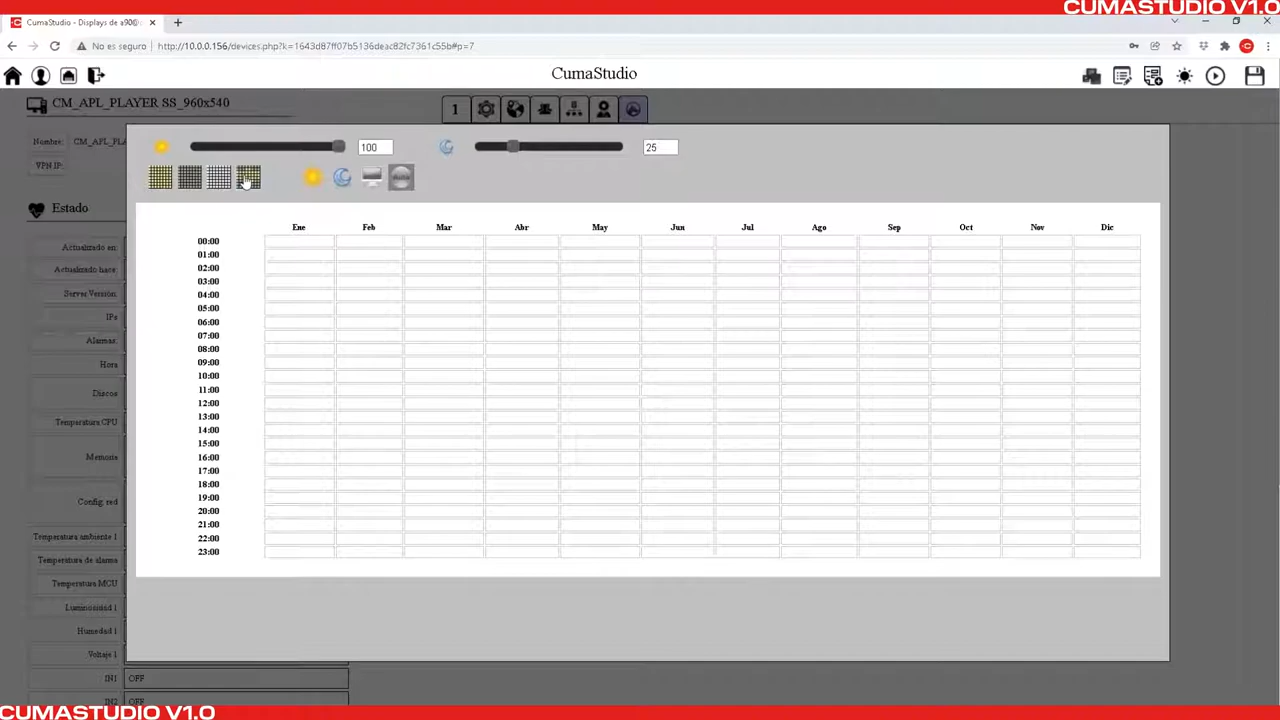 CUMASTUDIO V1.0
CumaStudio - Displays de a90@
No es seguro
http://10.0.0.156/devices.php?k=1643d87ff07b5136deac82fc7361c55b#p=7
CumaStudio
CM_APL_PLAYER SS_960x540
1
Nombre: CM_APL_PLA
VPN IP:
100
25
Estado
Ene Feb Mar Abr May Jun Jul Ago Sep Oct Nov Dic
00:00
01:00
02:00
03:00
04:00
05:00
06:00
07:00
08:00
09:00
10:00
11:00
12:00
13:00
14:00
15:00
16:00
17:00
18:00
19:00
20:00
21:00
22:00
23:00
Actualizado en:
Actualizado hace:
Server Versión:
IPs
Alarmas:
Hora
Discos
Temperatura CPU
Memoria
Config. red
Temperatura ambiente 1
Temperatura de alarma
Temperatura MCU
Luminosidad 1
Humedad 1
Voltaje 1
IN1 OFF
IN2 OFF
CUMASTUDIO V1.0